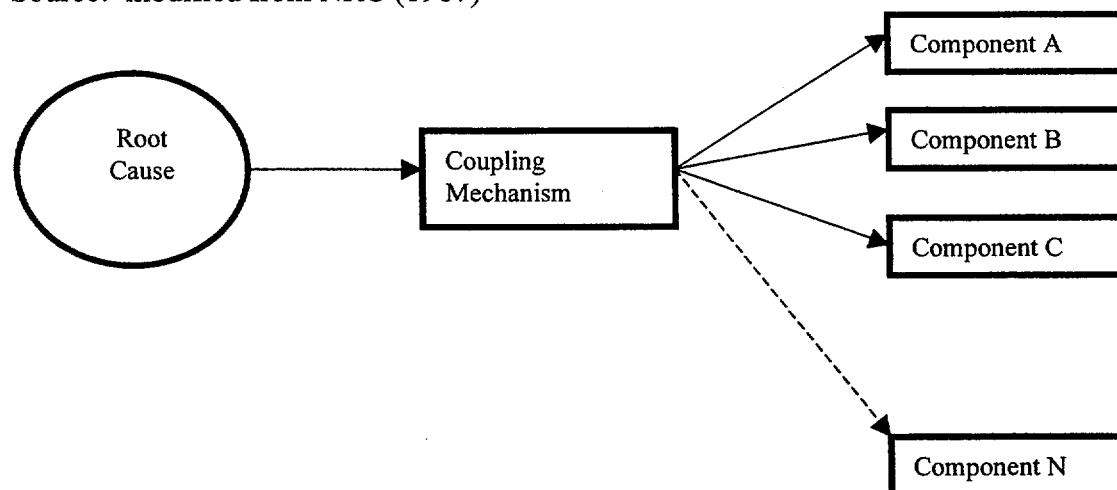 Component A
Root
Cause
Coupling
Mechanism
Component B
Component C
Component N